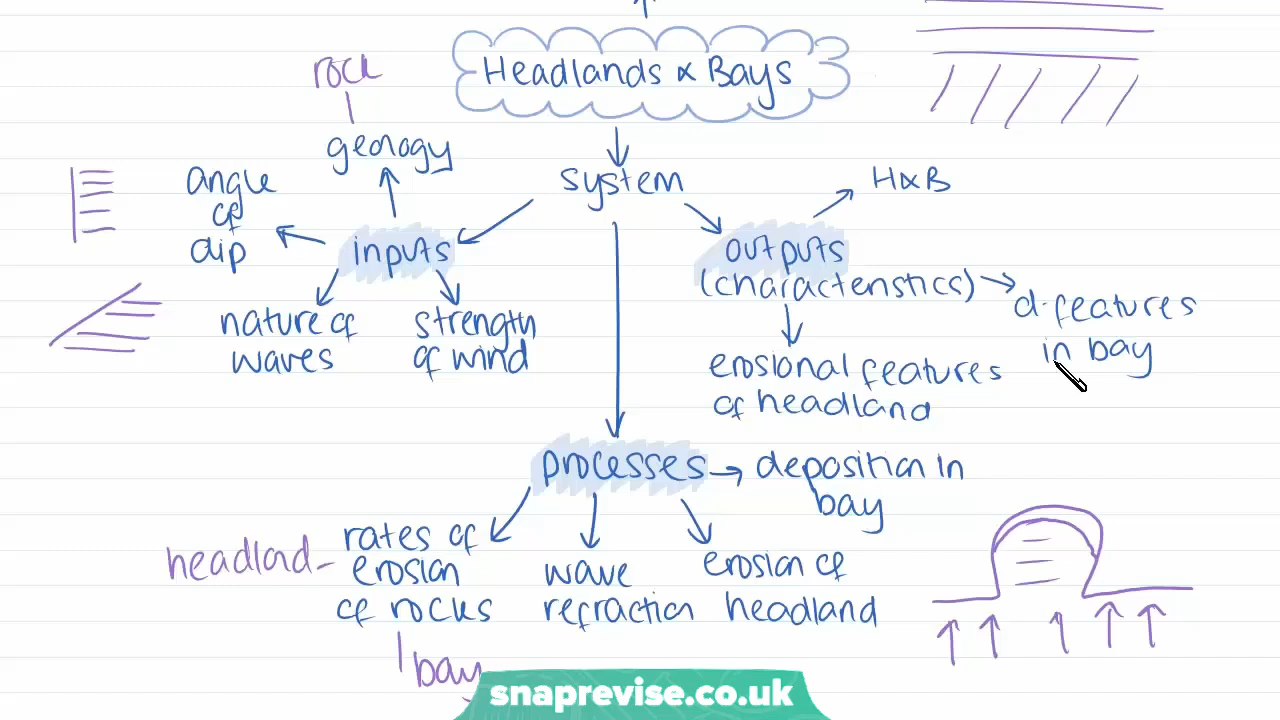 Headlands & Bays
rock
geology
system
H&B
angle
of
dip
inputs
outputs
(characteristics)
d.features
in bay
nature of
waves
strength
of wind
erosional features
of headland
processes
deposition in
bay
headland
rates of
erosion
of rocks
wave
refraction
erosion of
headland
bay
snaprevise.co.uk